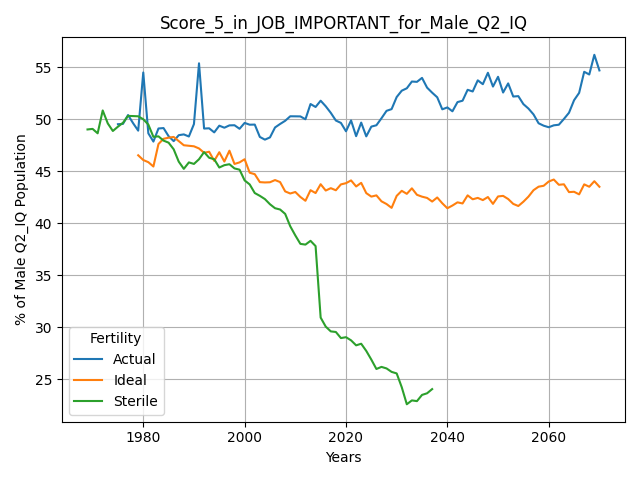 Score_5_in_JOB_IMPORTANT_for_Male_Q2_IQ
% of Male Q2_IQ Population
55
50
45
40
35
30
25
Fertility
Actual
Ideal
Sterile
1980
2000
2020
2040
2060
Years